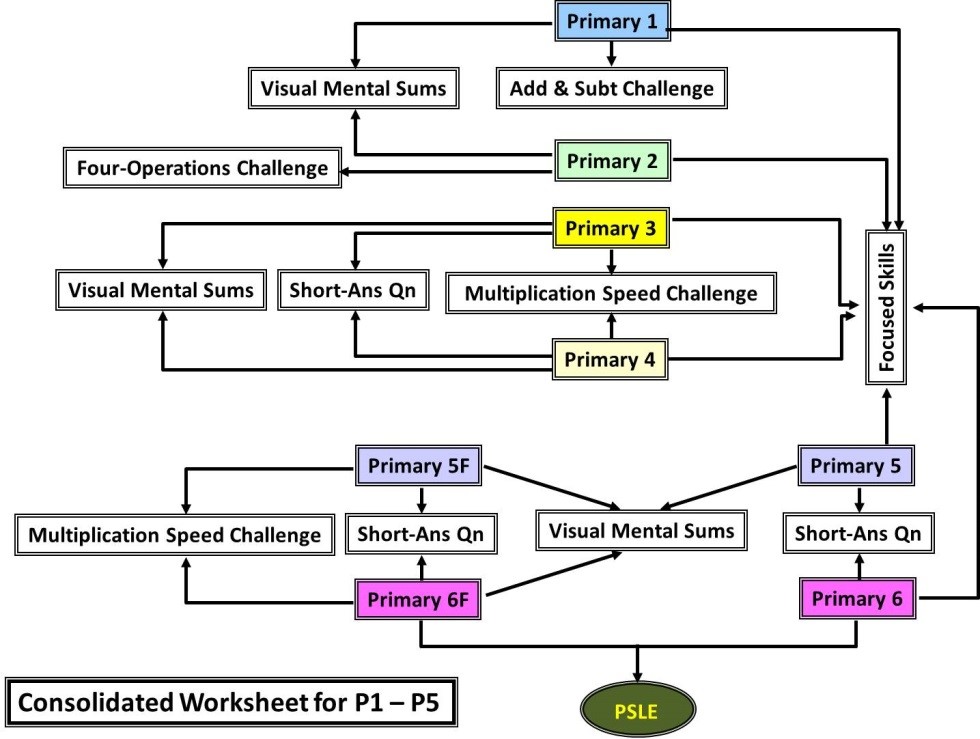 Primary 1
Visual Mental Sums
Add & Subt Challenge
Primary 2
Four-Operations Challenge
Primary 3
Focused Skills
Visual Mental Sums
Short-Ans Qn
Multiplication Speed Challenge
Primary 4
Primary 5F
Primary 5
Multiplication Speed Challenge
Short-Ans Qn
Visual Mental Sums
Short-Ans Qn
Primary 6F
Primary 6
Consolidated Worksheet for P1 – P5
PSLE